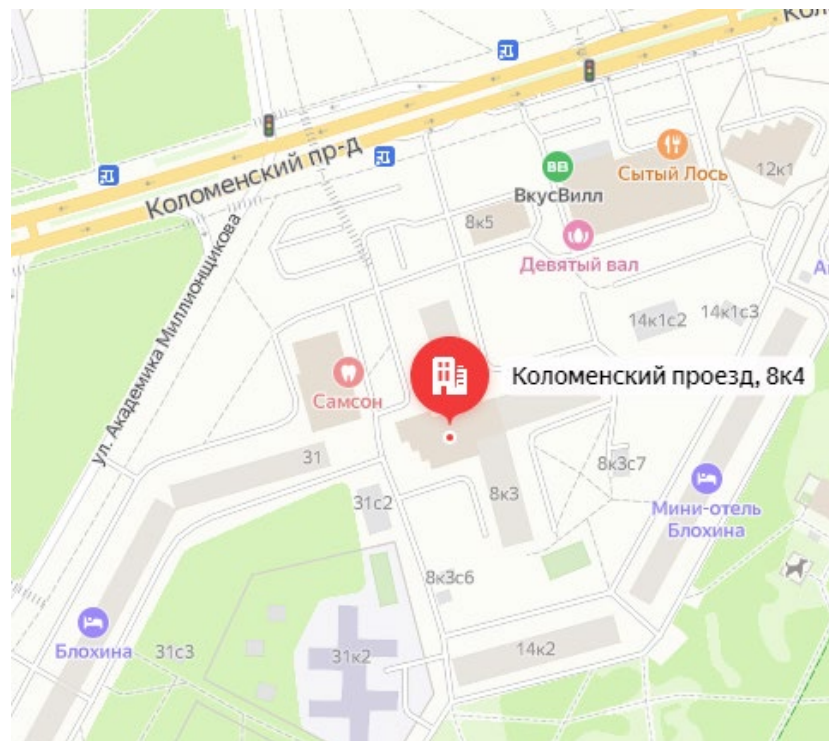 Коломенский пр-д
ВВ
ВкусВилл
Сытый Лось
12к1
8к5
Девятый вал
ул. Академика Миллионщикова
14к1с2
14к1с3
Самсон
Коломенский проезд, 8к4
31
31с2
8к3
8к3с7
Мини-отель
Блохина
8к3с6
Блохина
31с3
31к2
14к2